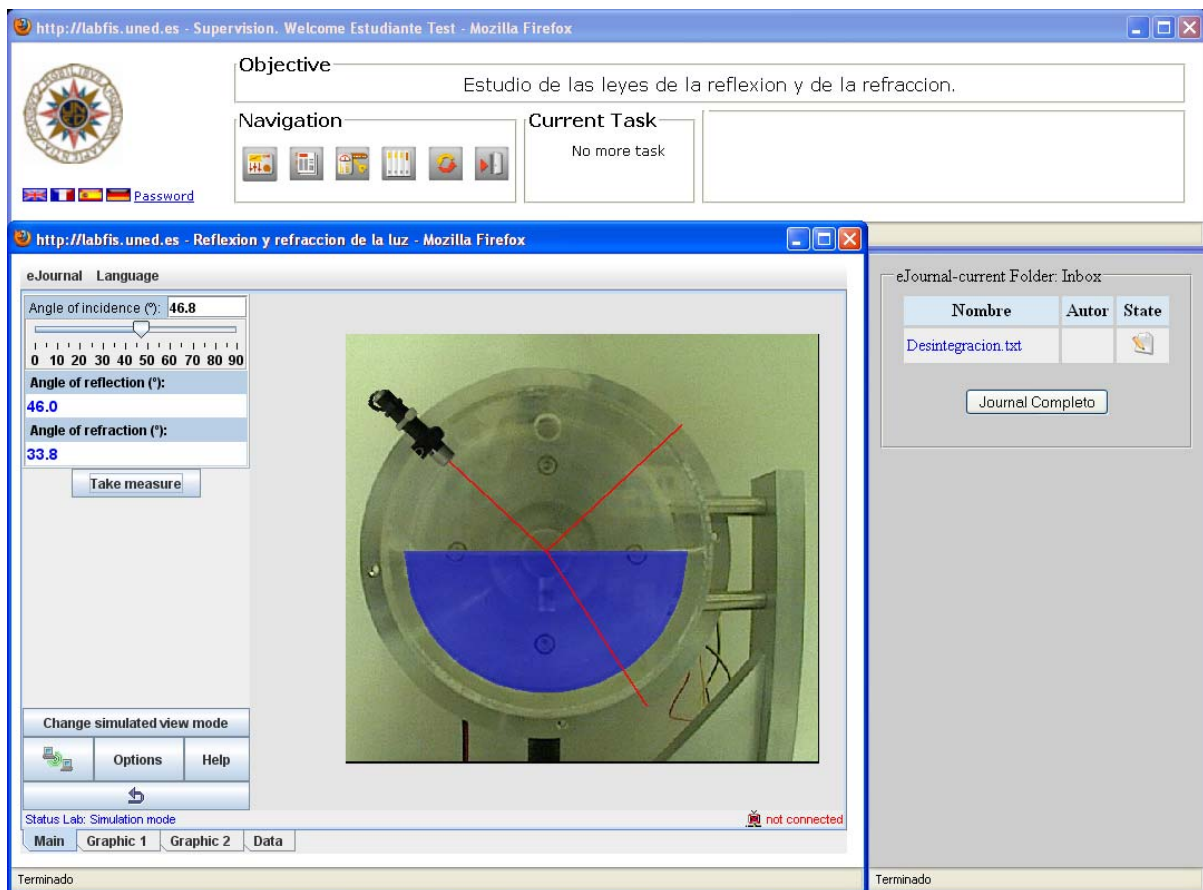 http://labfis.uned.es - Supervision. Welcome Estudiante Test - Mozilla Firefox
Objective
Estudio de las leyes de la reflexion y de la refraccion.
Navigation
Current Task
No more task
Password
http://labfis.uned.es - Reflexion y refraccion de la luz - Mozilla Firefox
eJournal Language
Angle of incidence (º): 46.8
0 10 20 30 40 50 60 70 80 90
Angle of reflection (º):
46.0
Angle of refraction (º):
33.8
Take measure
Change simulated view mode
Options Help
Status Lab: Simulation mode
not connected
Main Graphic 1 Graphic 2 Data
Terminado
eJournal-current Folder: Inbox
Nombre Autor State
Desintegracion.txt
Journal Completo
Terminado